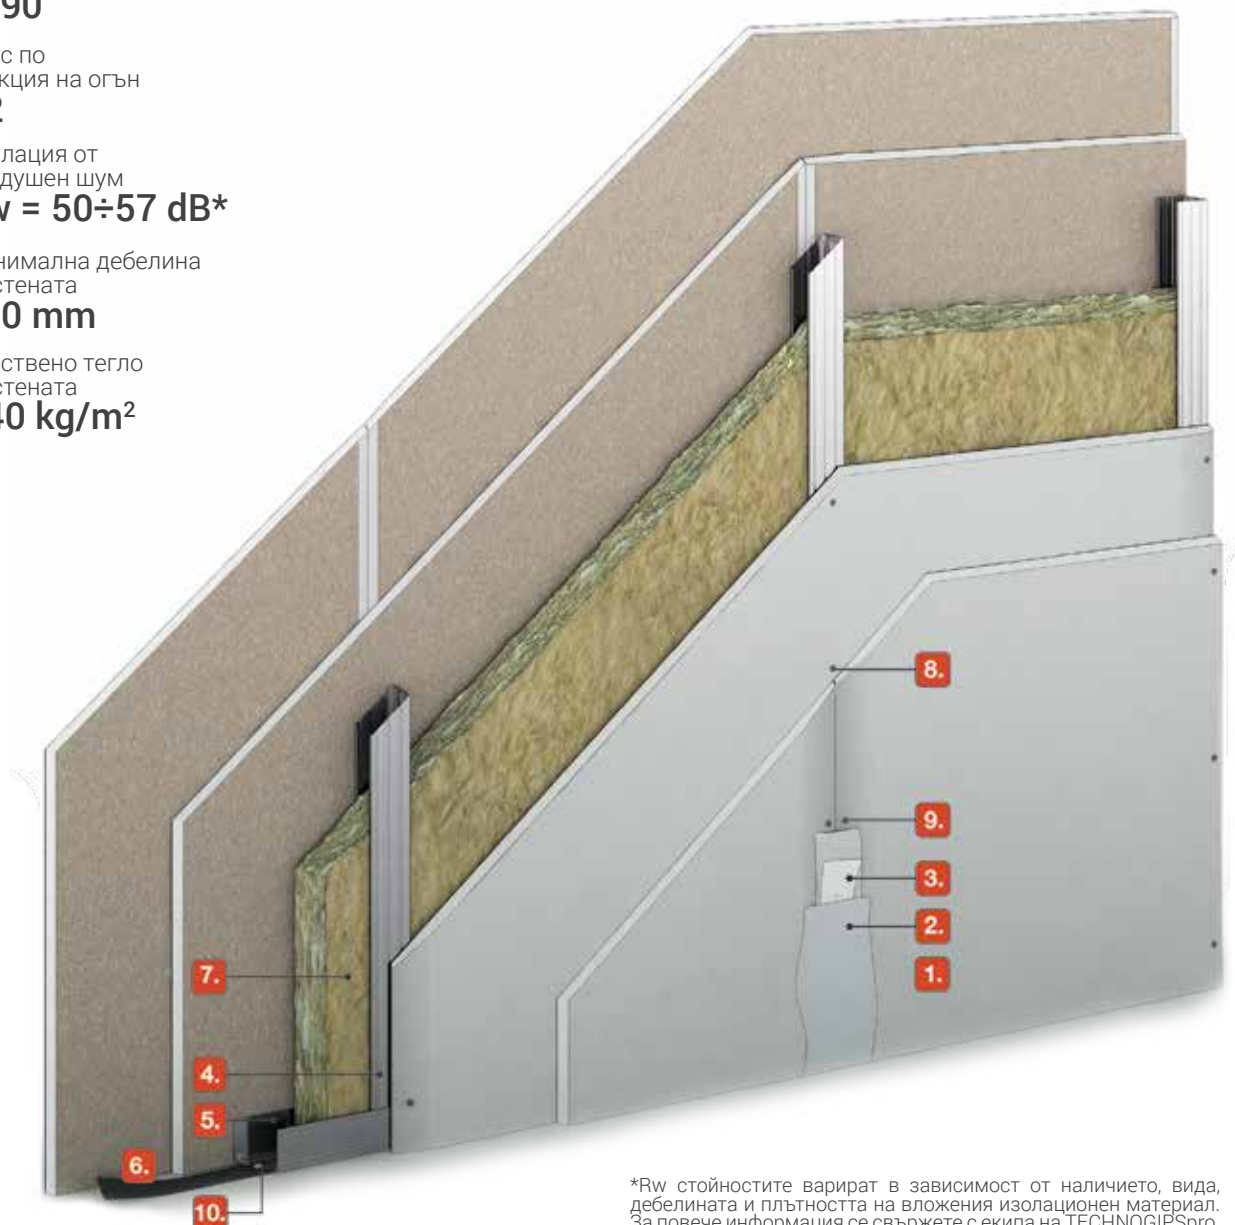 90
с по
кция на огън
2
лация от
душен шум
w = 50÷57 dB*
нимална дебелина
стената
0 mm
ствено тегло
стената
40 kg/m²
8.
9.
3.
2.
1.
7.
4.
5.
6.
10.
*Rw стойностите варират в зависимост от наличието, вида,
дебелината и плътността на вложения изолационен материал.
За повече информация се свържете с екипа на TECHNOGIPSpro